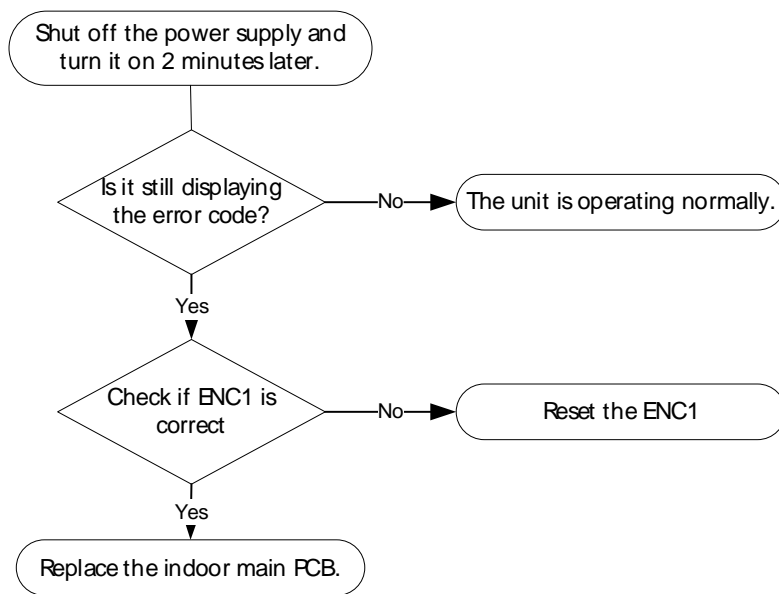 Shut off the power supply and
turn it on 2 minutes later.
Is it still displaying
the error code?
No
The unit is operating normally.
Yes
Check if ENC1 is
correct
No
Reset the ENC1
Yes
Replace the indoor main PCB.